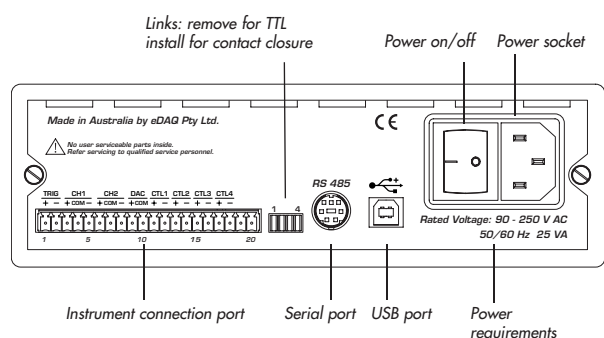 Links: remove for TTL
install for contact closure
Power on/off
Power socket
Made in Australia by eDAQ Pty Ltd.
CE
No user serviceable parts inside.
Refer servicing to qualified service personnel.
TRIG CH1 CH2 DAC CTL1 CTL2 CTL3 CTL4
+ − + COM − + COM − + COM − + − + − + − + −
1 5 10 15 20
1 4
RS 485
Rated Voltage: 90 - 250 V AC
50/60 Hz 25 VA
Instrument connection port
Serial port
USB port
Power
requirements